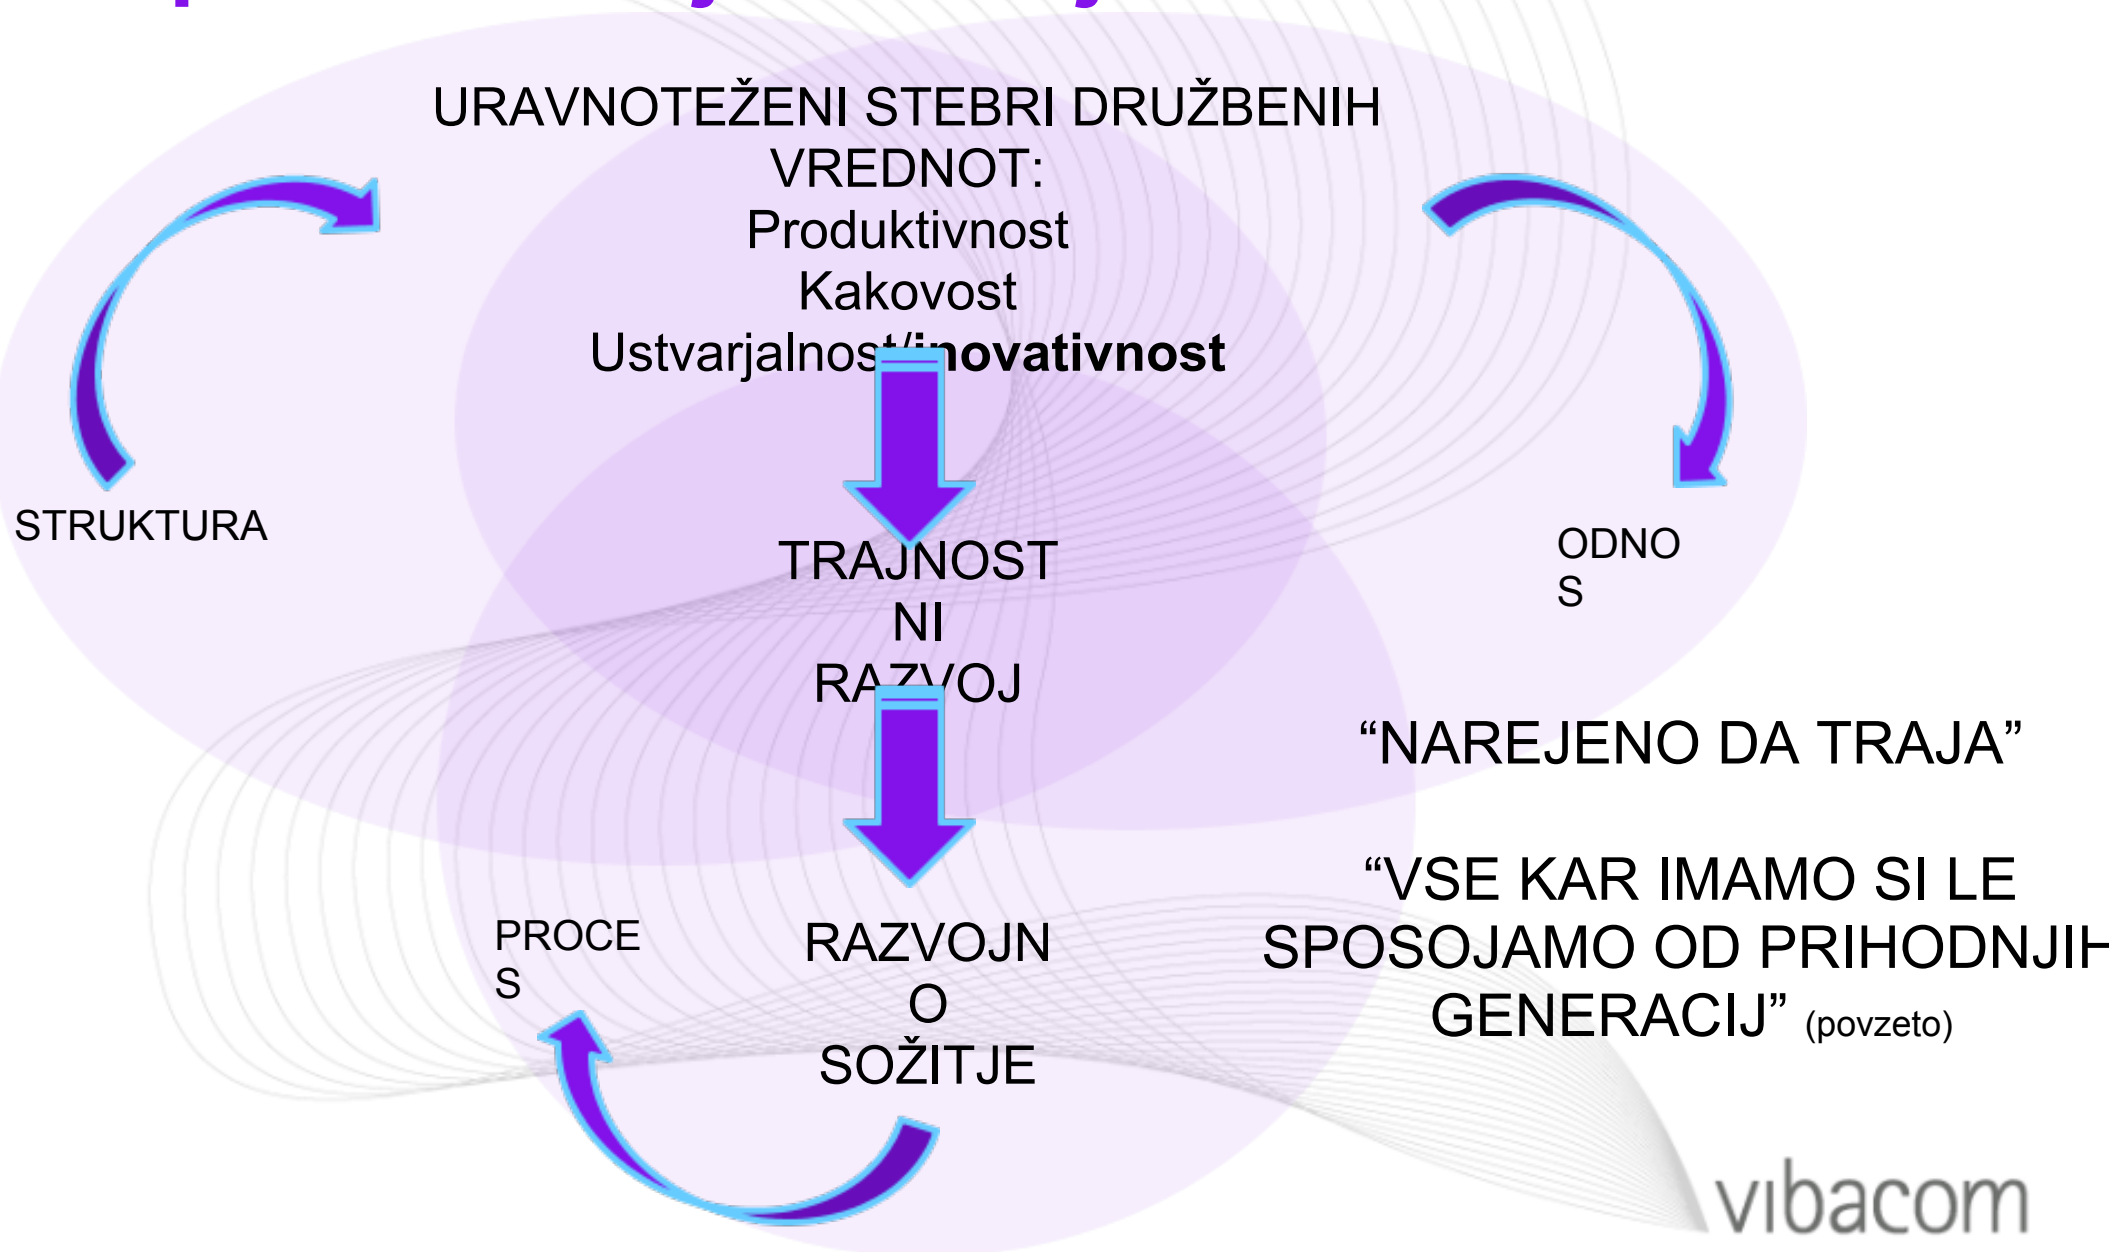 URAVNOTEŽENI STEBRI DRUŽBENIH
VREDNOT:
Produktivnost
Kakovost
Ustvarjalnost/inovativnost
STRUKTURA
ODNO
S
TRAJNOST
NI
RAZVOJ
“NAREJENO DA TRAJA”
“VSE KAR IMAMO SI LE
SPOSOJAMO OD PRIHODNJIH
GENERACIJ” (povzeto)
PROCE
S
RAZVOJN
O
SOŽITJE
vibacom